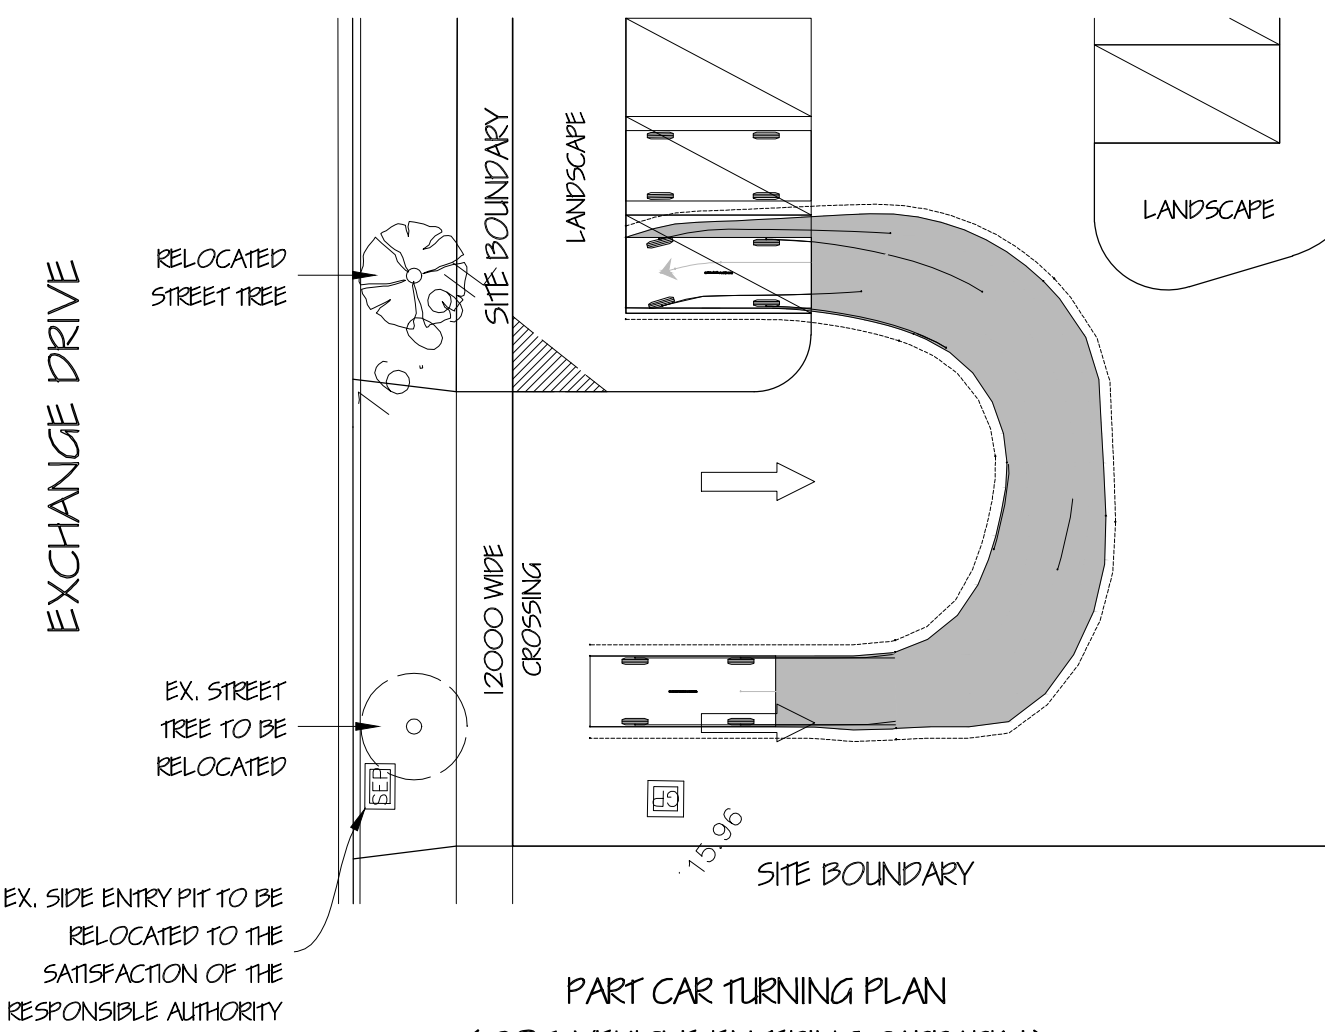 EXCHANGE DRIVE
RELOCATED
STREET TREE
SITE BOUNDARY
LANDSCAPE
LANDSCAPE
12000 WIDE
CROSSING
EX. STREET
TREE TO BE
RELOCATED
SEP
GP
15.96
SITE BOUNDARY
EX. SIDE ENTRY PIT TO BE
RELOCATED TO THE
SATISFACTION OF THE
RESPONSIBLE AUTHORITY
PART CAR TURNING PLAN